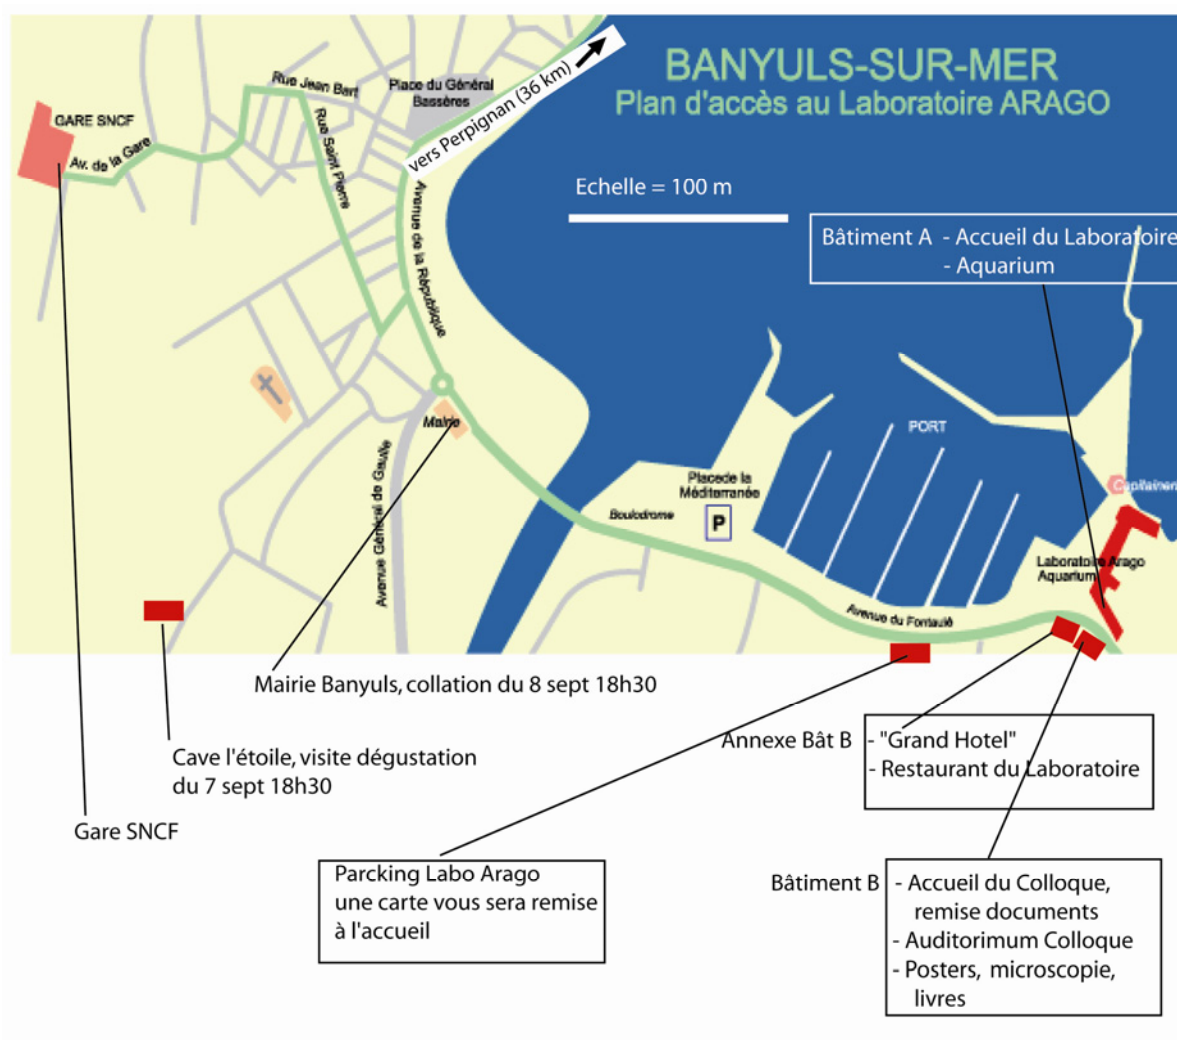 BANYULS-SUR-MER
Plan d'accès au Laboratoire ARAGO
vers Perpignan (36 km)
Rue Jean Bart
Place du Général
Bassères
GARE SNCF
Av. de la Gare
Rue Saint Pierre
Avenue de la République
Echelle = 100 m
Bâtiment A - Accueil du Laboratoire
- Aquarium
Mairie
Avenue Général de Gaulle
PORT
Placede la
Méditerranée
Boulodrome
P
Laboratoire Arago
Aquarium
Avenue du Fontaulé
Mairie Banyuls, collation du 8 sept 18h30
Cave l'étoile, visite dégustation
du 7 sept 18h30
Gare SNCF
Annexe Bât B - "Grand Hotel"
- Restaurant du Laboratoire
Parcking Labo Arago
une carte vous sera remise
à l'accueil
Bâtiment B - Accueil du Colloque,
remise documents
- Auditorimum Colloque
- Posters, microscopie,
livres